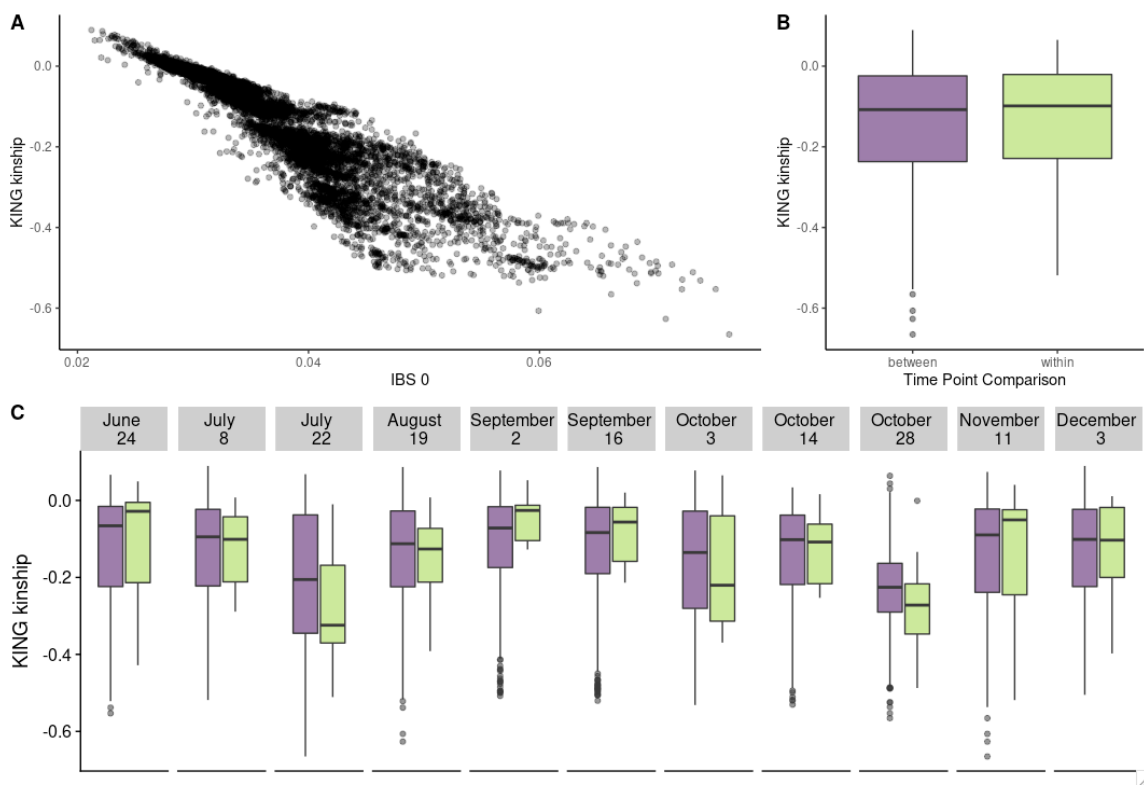 A
KING kinship
0.0
-0.2
-0.4
-0.6
0.02
0.04
0.06
IBS 0
B
KING kinship
0.0
-0.2
-0.4
-0.6
between
within
Time Point Comparison
C
June
24
July
8
July
22
August
19
September
2
September
16
October
3
October
14
October
28
November
11
December
3
KING kinship
0.0
-0.2
-0.4
-0.6